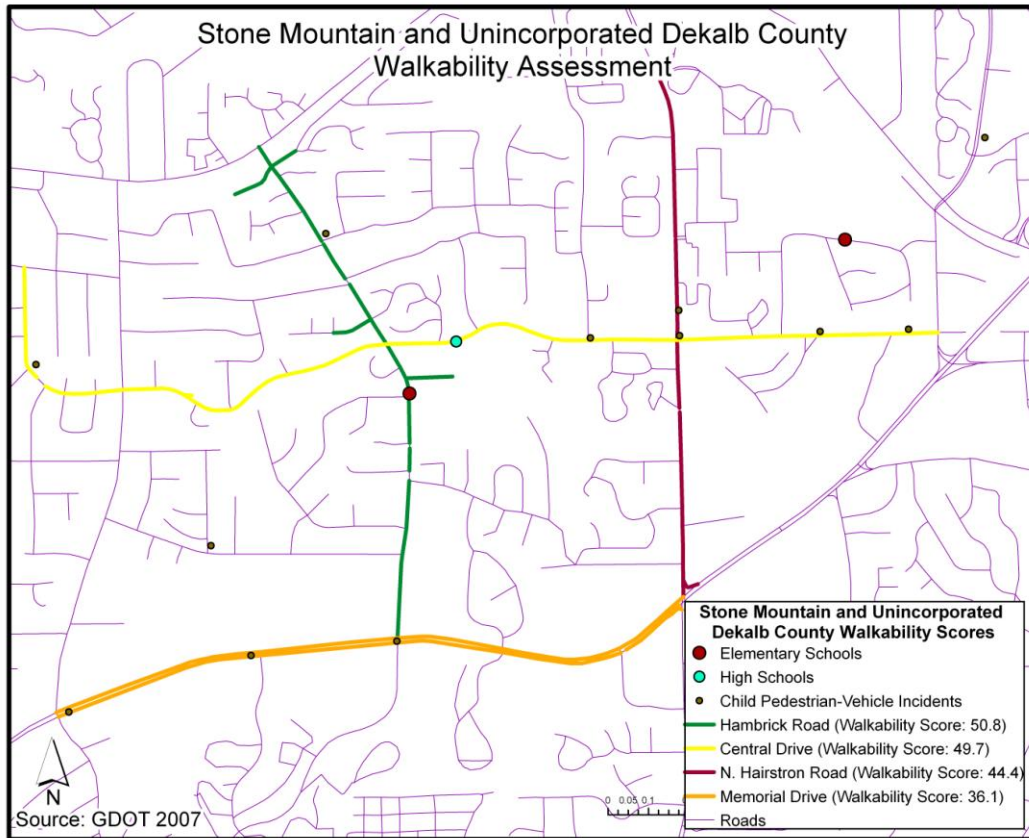 Stone Mountain and Unincorporated Dekalb County
Walkability Assessment
Stone Mountain and Unincorporated
Dekalb County Walkability Scores
Elementary Schools
High Schools
Child Pedestrian-Vehicle Incidents
Hambrick Road (Walkability Score: 50.8)
Central Drive (Walkability Score: 49.7)
N. Hairstron Road (Walkability Score: 44.4)
Memorial Drive (Walkability Score: 36.1)
Roads
N
0 0.05 0.1
Source: GDOT 2007